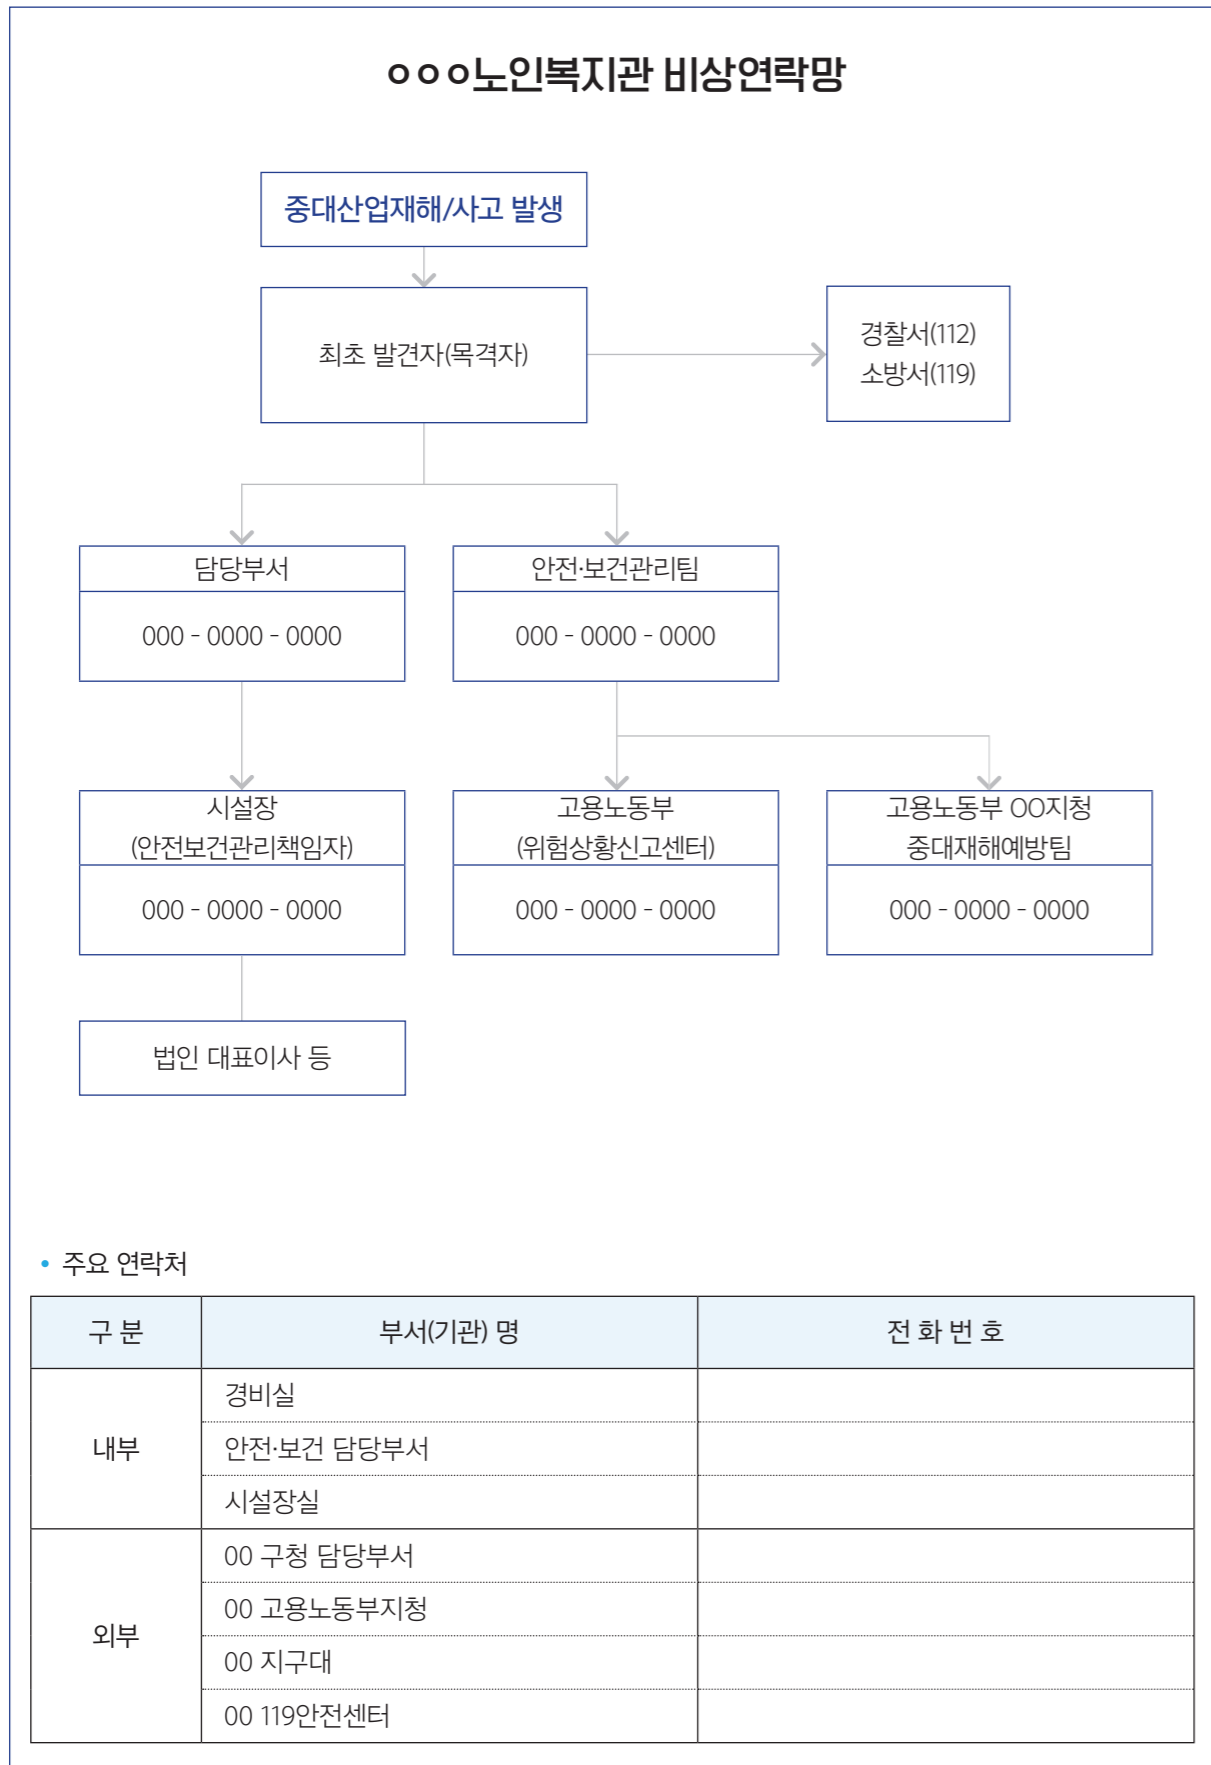 ㅇㅇㅇ노인복지관 비상연락망
중대산업재해/사고 발생
최초 발견자(목격자)
경찰서(112)
소방서(119)
담당부서
000 - 0000 - 0000
안전·보건관리팀
000 - 0000 - 0000
시설장
(안전보건관리책임자)
000 - 0000 - 0000
고용노동부
(위험상황신고센터)
000 - 0000 - 0000
고용노동부 OO지청
중대재해예방팀
000 - 0000 - 0000
법인 대표이사 등
• 주요 연락처
구 분 부서(기관) 명 전 화 번 호
내부
경비실
안전·보건 담당부서
시설장실
외부
00 구청 담당부서
00 고용노동부지청
00 지구대
00 119안전센터